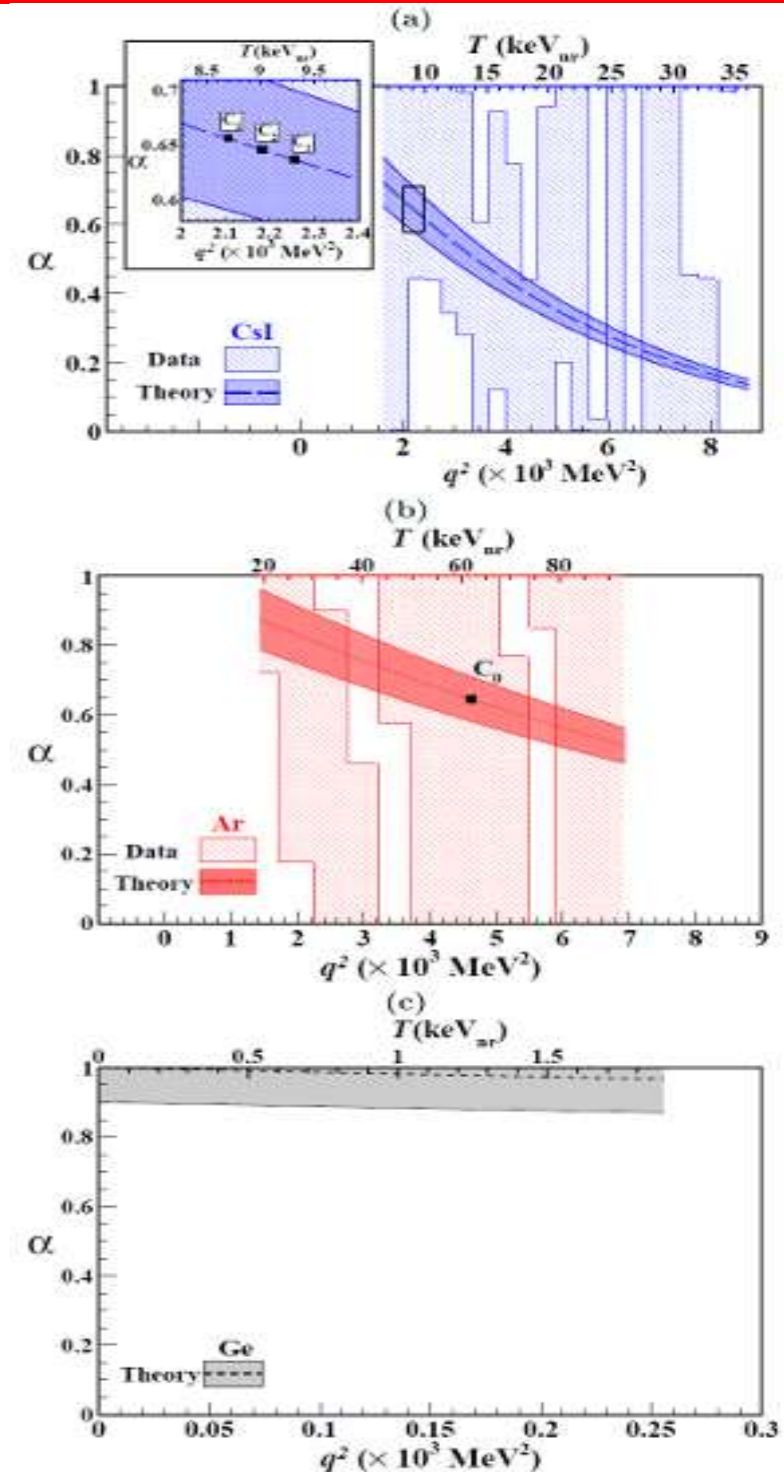 (a)
T (keVnr)
10 15 20 25 30 35
T(keVnr)
8.5 9 9.5
0.7
0.65
0.6
α
C C C
2 2.1 2.2 2.3 2.4
q² (× 10³ MeV²)
1
0.8
0.6
0.4
0.2
0
α
CsI
Data
Theory
0 2 4 6 8
q² (× 10³ MeV²)
(b)
T (keVnr)
20 40 60 80
1
0.8
0.6
0.4
0.2
0
α
C0
Ar
Data
Theory
0 1 2 3 4 5 6 7 8 9
q² (× 10³ MeV²)
(c)
T(keVnr)
0 0.5 1 1.5
1
0.8
0.6
0.4
0.2
0
α
Ge
Theory
0 0.05 0.1 0.15 0.2 0.25 0.3
q² (× 10³ MeV²)